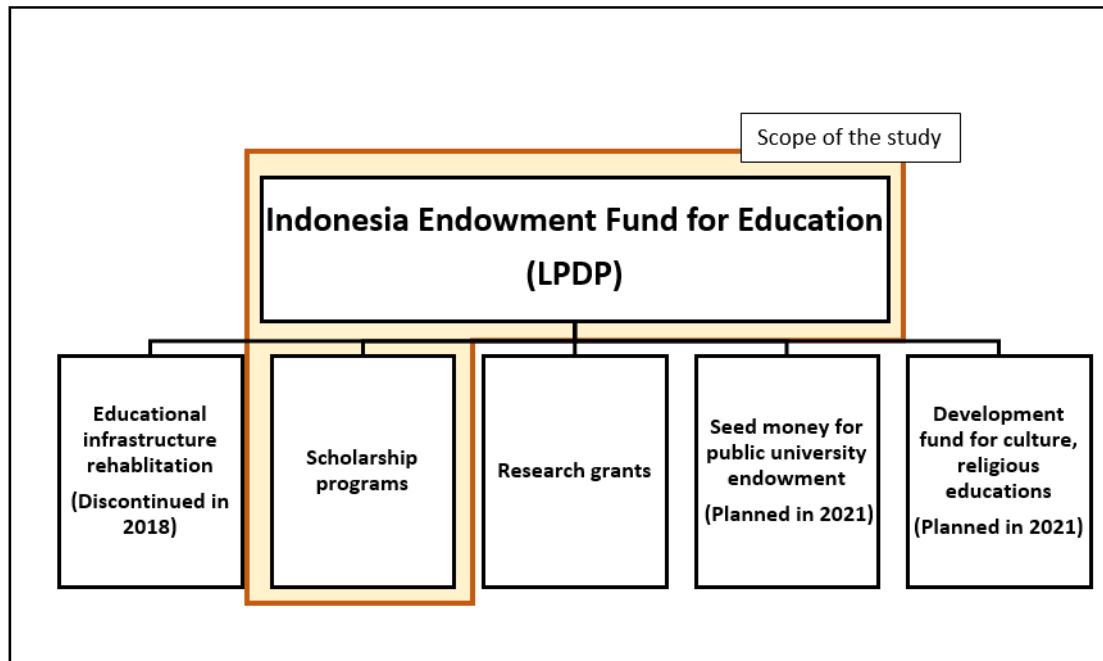 Scope of the study
Indonesia Endowment Fund for Education
(LPDP)
Educational
infrastructure
rehablitation
(Discontinued in
2018)
Scholarship
programs
Research grants
Seed money for
public university
endowment
(Planned in 2021)
Development
fund for culture,
religious
educations
(Planned in 2021)